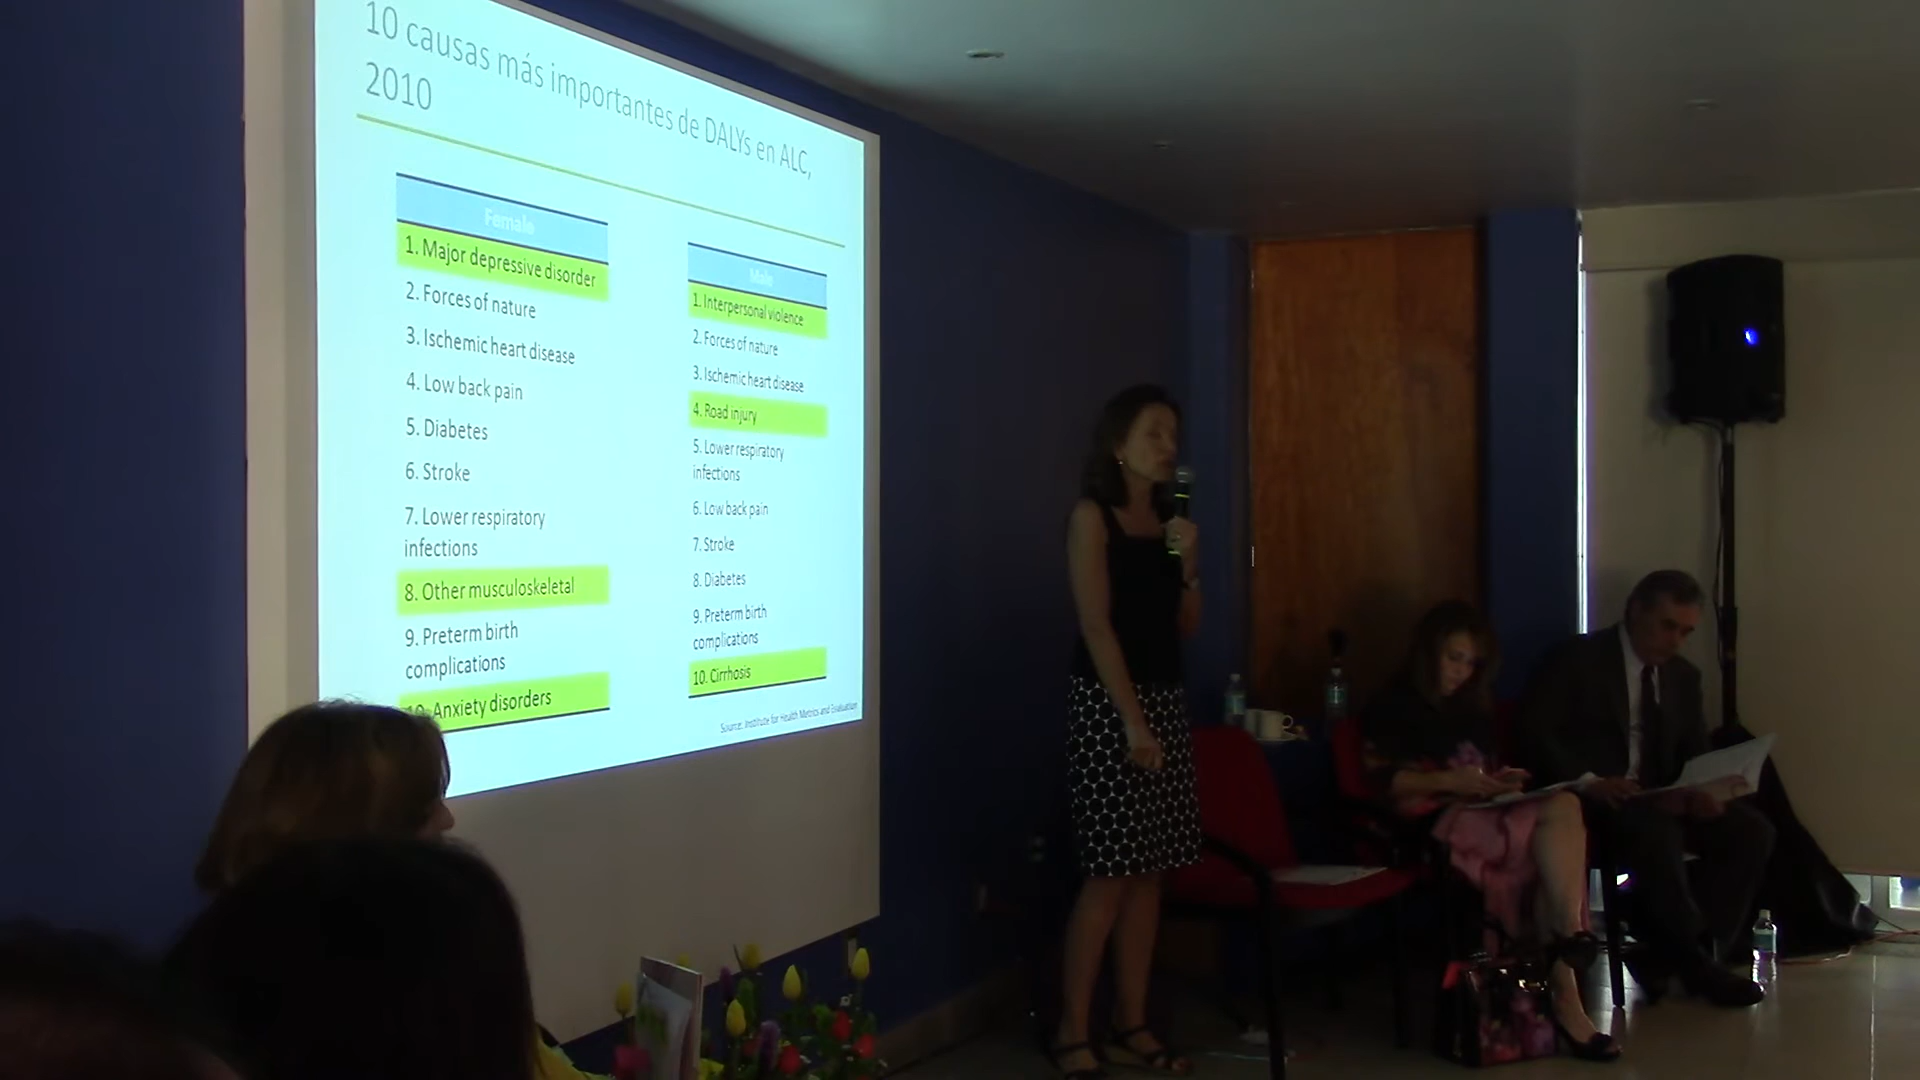 10 causas más importantes de DALYs en ALC,
2010
Female
1. Major depressive disorder
2. Forces of nature
3. Ischemic heart disease
4. Low back pain
5. Diabetes
6. Stroke
7. Lower respiratory
infections
8. Other musculoskeletal
9. Preterm birth
complications
10. Anxiety disorders
Male
1. Interpersonal violence
2. Forces of nature
3. Ischemic heart disease
4. Road injury
5. Lower respiratory
infections
6. Low back pain
7. Stroke
8. Diabetes
9. Preterm birth
complications
10. Cirrhosis
Source: Institute for Health Metrics and Evaluation